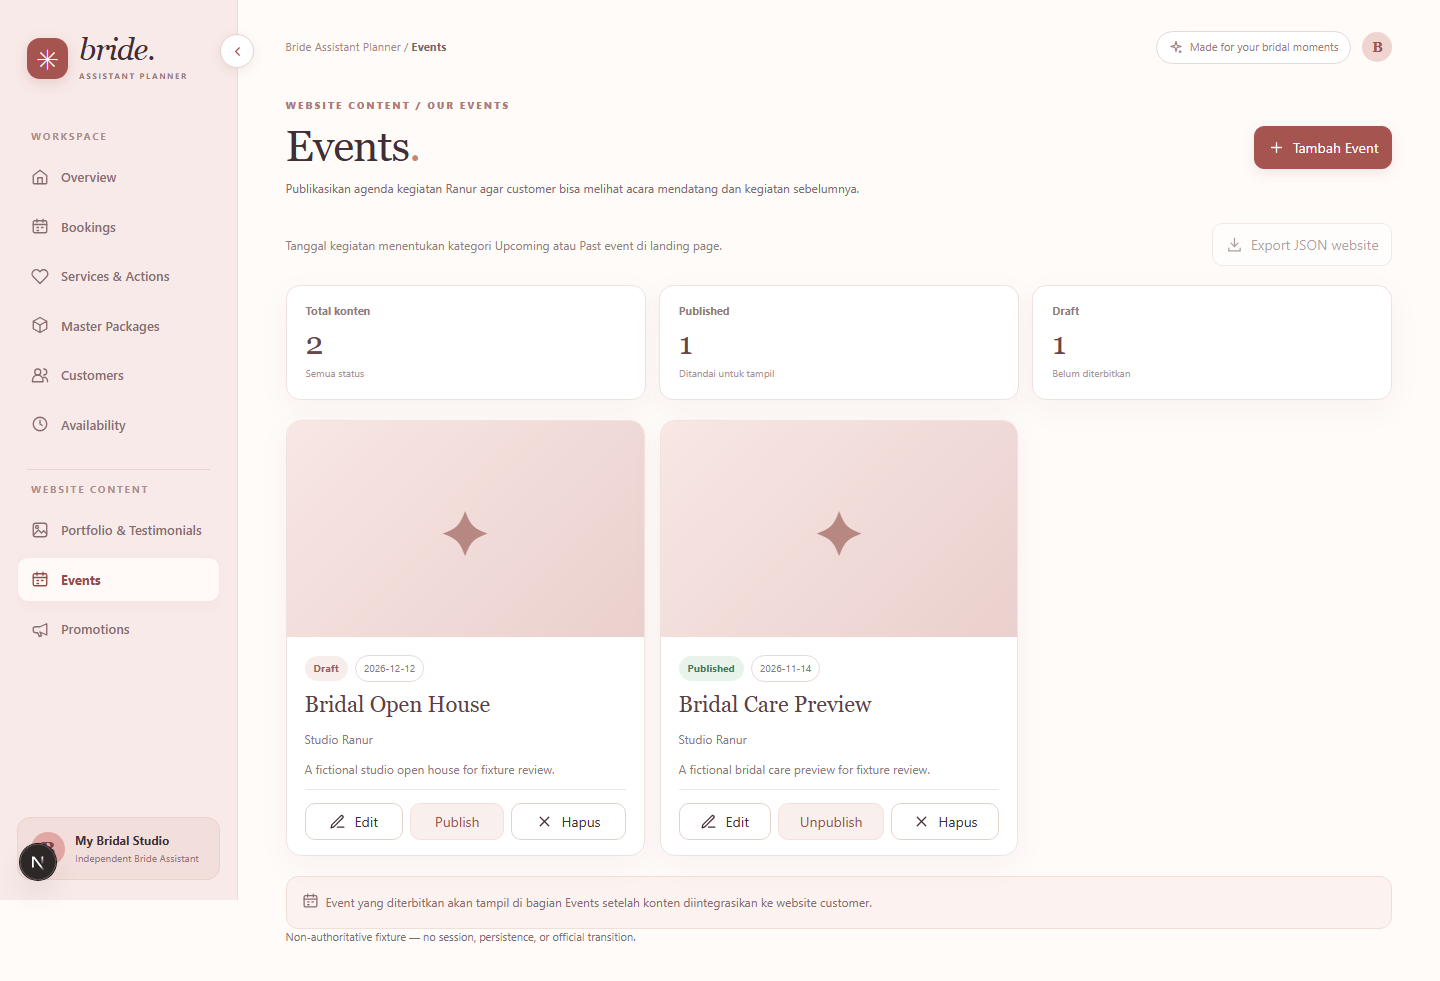 bride.
ASSISTANT PLANNER
WORKSPACE
Overview
Bookings
Services & Actions
Master Packages
Customers
Availability
WEBSITE CONTENT
Portfolio & Testimonials
Events
Promotions
My Bridal Studio
Independent Bride Assistant
N
Bride Assistant Planner / Events
Made for your bridal moments
B
WEBSITE CONTENT / OUR EVENTS
Events.
Tambah Event
Publikasikan agenda kegiatan Ranur agar customer bisa melihat acara mendatang dan kegiatan sebelumnya.
Tanggal kegiatan menentukan kategori Upcoming atau Past event di landing page.
Export JSON website
Total konten
2
Semua status
Published
1
Ditandai untuk tampil
Draft
1
Belum diterbitkan
Draft
2026-12-12
Bridal Open House
Studio Ranur
A fictional studio open house for fixture review.
Edit
Publish
Hapus
Published
2026-11-14
Bridal Care Preview
Studio Ranur
A fictional bridal care preview for fixture review.
Edit
Unpublish
Hapus
Event yang diterbitkan akan tampil di bagian Events setelah konten diintegrasikan ke website customer.
Non-authoritative fixture — no session, persistence, or official transition.